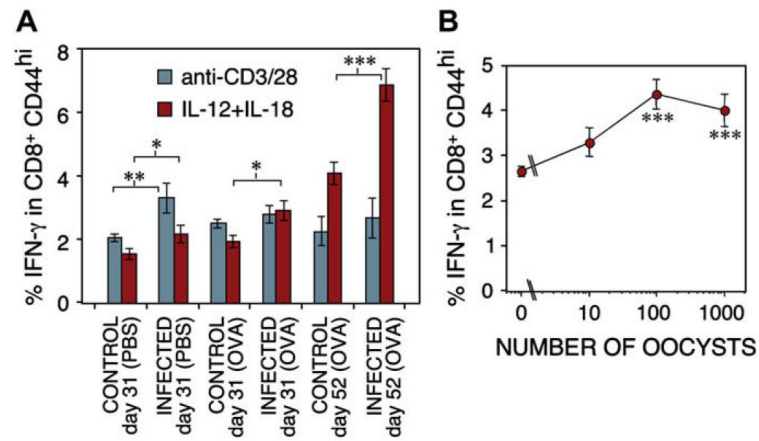 A
% IFN-γ in CD8+ CD44hi
8
6
4
2
0
anti-CD3/28
IL-12+IL-18
**
*
*
***
CONTROL
day 31 (PBS)
INFECTED
day 31 (PBS)
CONTROL
day 31 (OVA)
INFECTED
day 31 (OVA)
CONTROL
day 52 (OVA)
INFECTED
day 52 (OVA)
B
% IFN-γ in CD8+ CD44hi
5
4
3
2
1
0
***
***
0
10
100
1000
NUMBER OF OOCYSTS